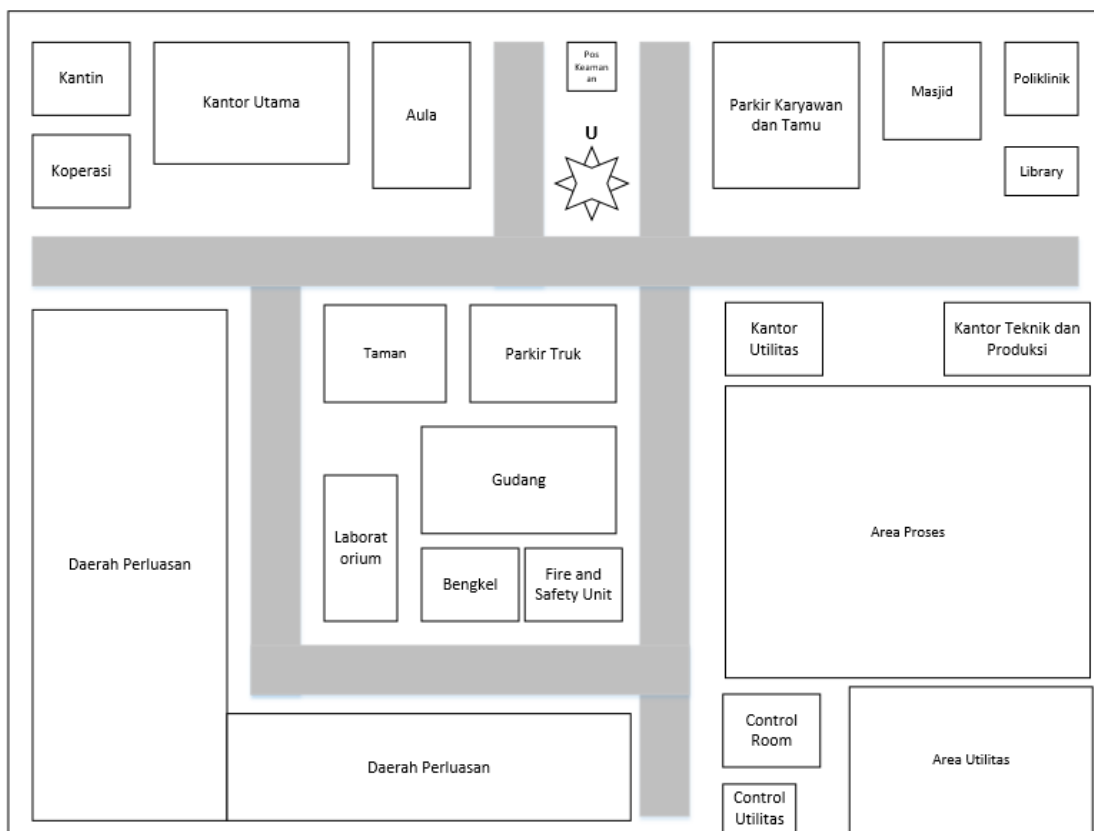 Kantin
Kantor Utama
Aula
Pos
Keaman
an
Parkir Karyawan
dan Tamu
Masjid
Poliklinik
Koperasi
U
Library
Taman
Parkir Truk
Kantor
Utilitas
Kantor Teknik dan
Produksi
Gudang
Laborat
orium
Bengkel
Fire and
Safety Unit
Daerah Perluasan
Area Proses
Control
Room
Area Utilitas
Daerah Perluasan
Control
Utilitas